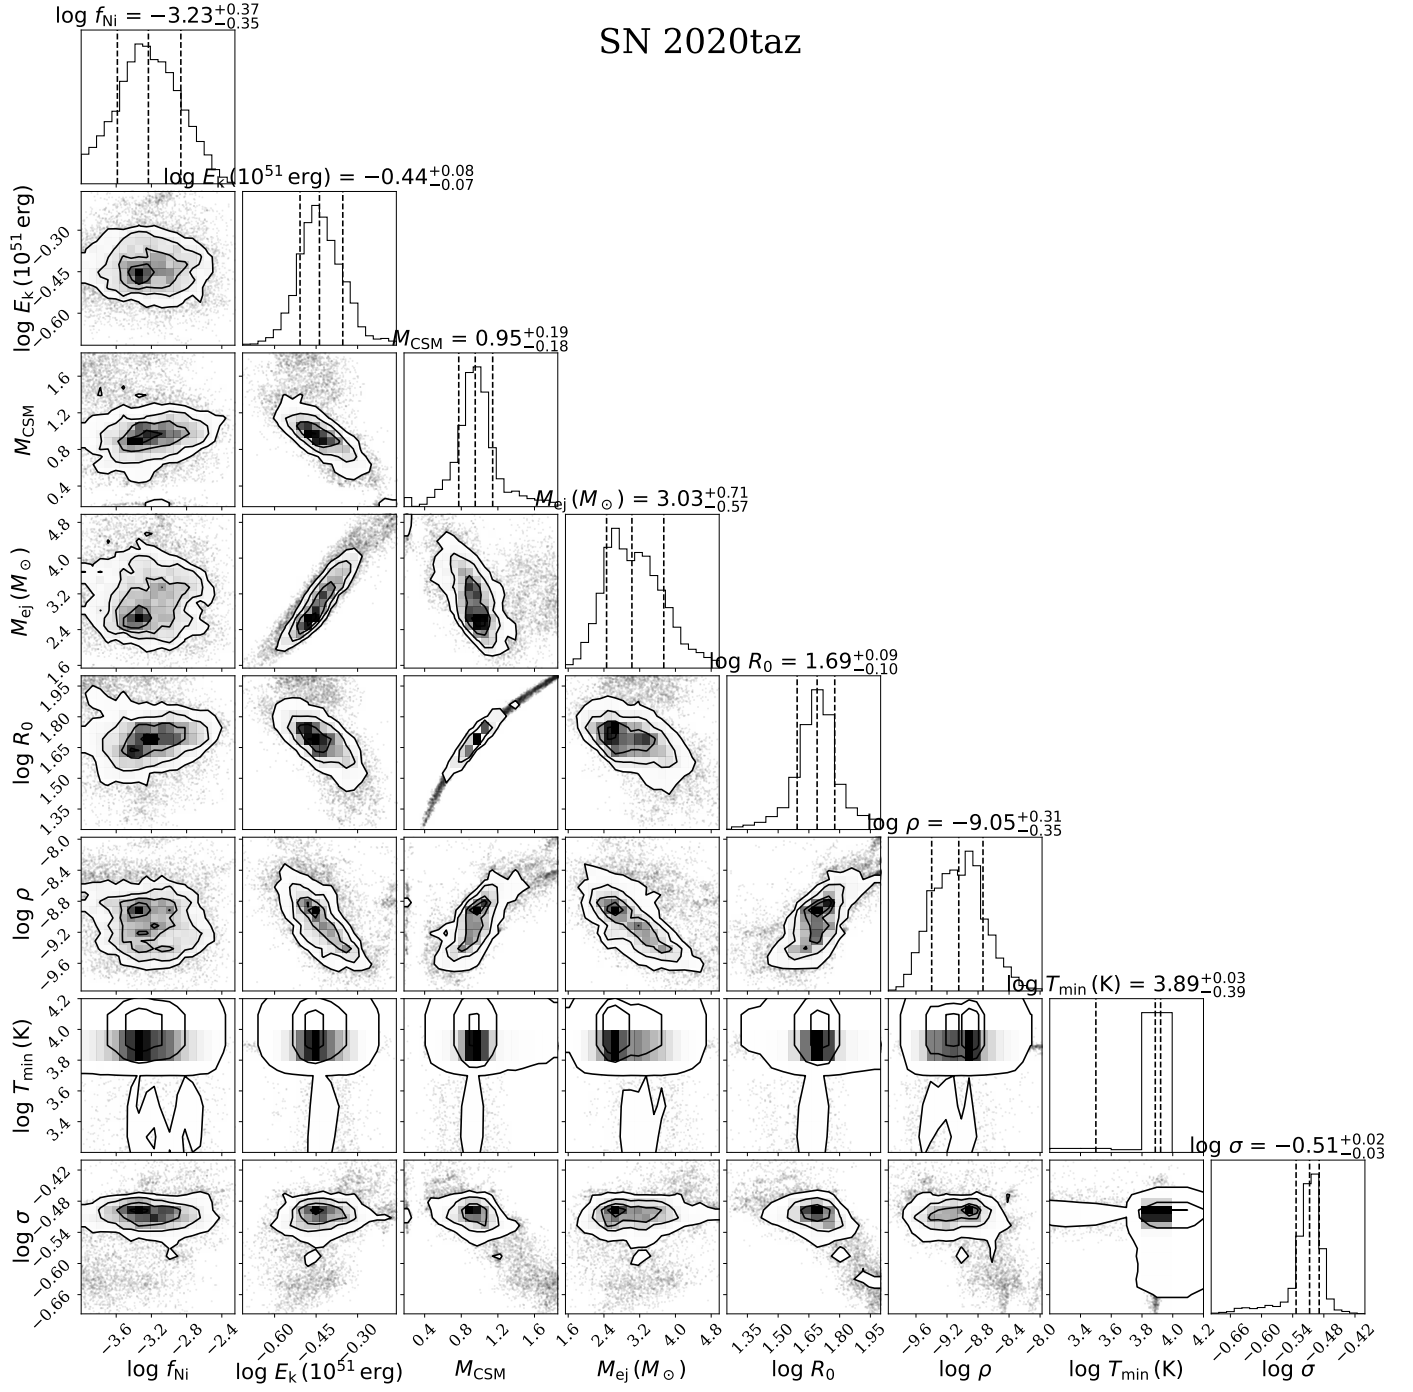 log f_Ni = −3.23 +0.37 −0.35
SN 2020taz
log E_k (10^51 erg) = −0.44 +0.08 −0.07
log E_k (10^51 erg)
−0.30
−0.45
−0.60
M_CSM = 0.95 +0.19 −0.18
M_CSM
1.6
1.2
0.8
0.4
M_ej (M_⊙) = 3.03 +0.71 −0.57
M_ej (M_⊙)
4.8
4.0
3.2
2.4
1.6
log R_0 = 1.69 +0.09 −0.10
log R_0
1.95
1.80
1.65
1.50
1.35
log ρ = −9.05 +0.31 −0.35
log ρ
−8.0
−8.4
−8.8
−9.2
−9.6
log T_min (K) = 3.89 +0.03 −0.39
log T_min (K)
4.2
4.0
3.8
3.6
3.4
log σ = −0.51 +0.02 −0.03
log σ
−0.42
−0.48
−0.54
−0.60
−0.66
−3.6 −3.2 −2.8 −2.4 −0.60 −0.45 −0.30 0.4 0.8 1.2 1.6 1.6 2.4 3.2 4.0 4.8 1.35 1.50 1.65 1.80 1.95 −9.6 −9.2 −8.8 −8.4 −8.0 3.4 3.6 3.8 4.0 4.2 −0.66 −0.60 −0.54 −0.48 −0.42
log f_Ni log E_k (10^51 erg) M_CSM M_ej (M_⊙) log R_0 log ρ log T_min (K) log σ